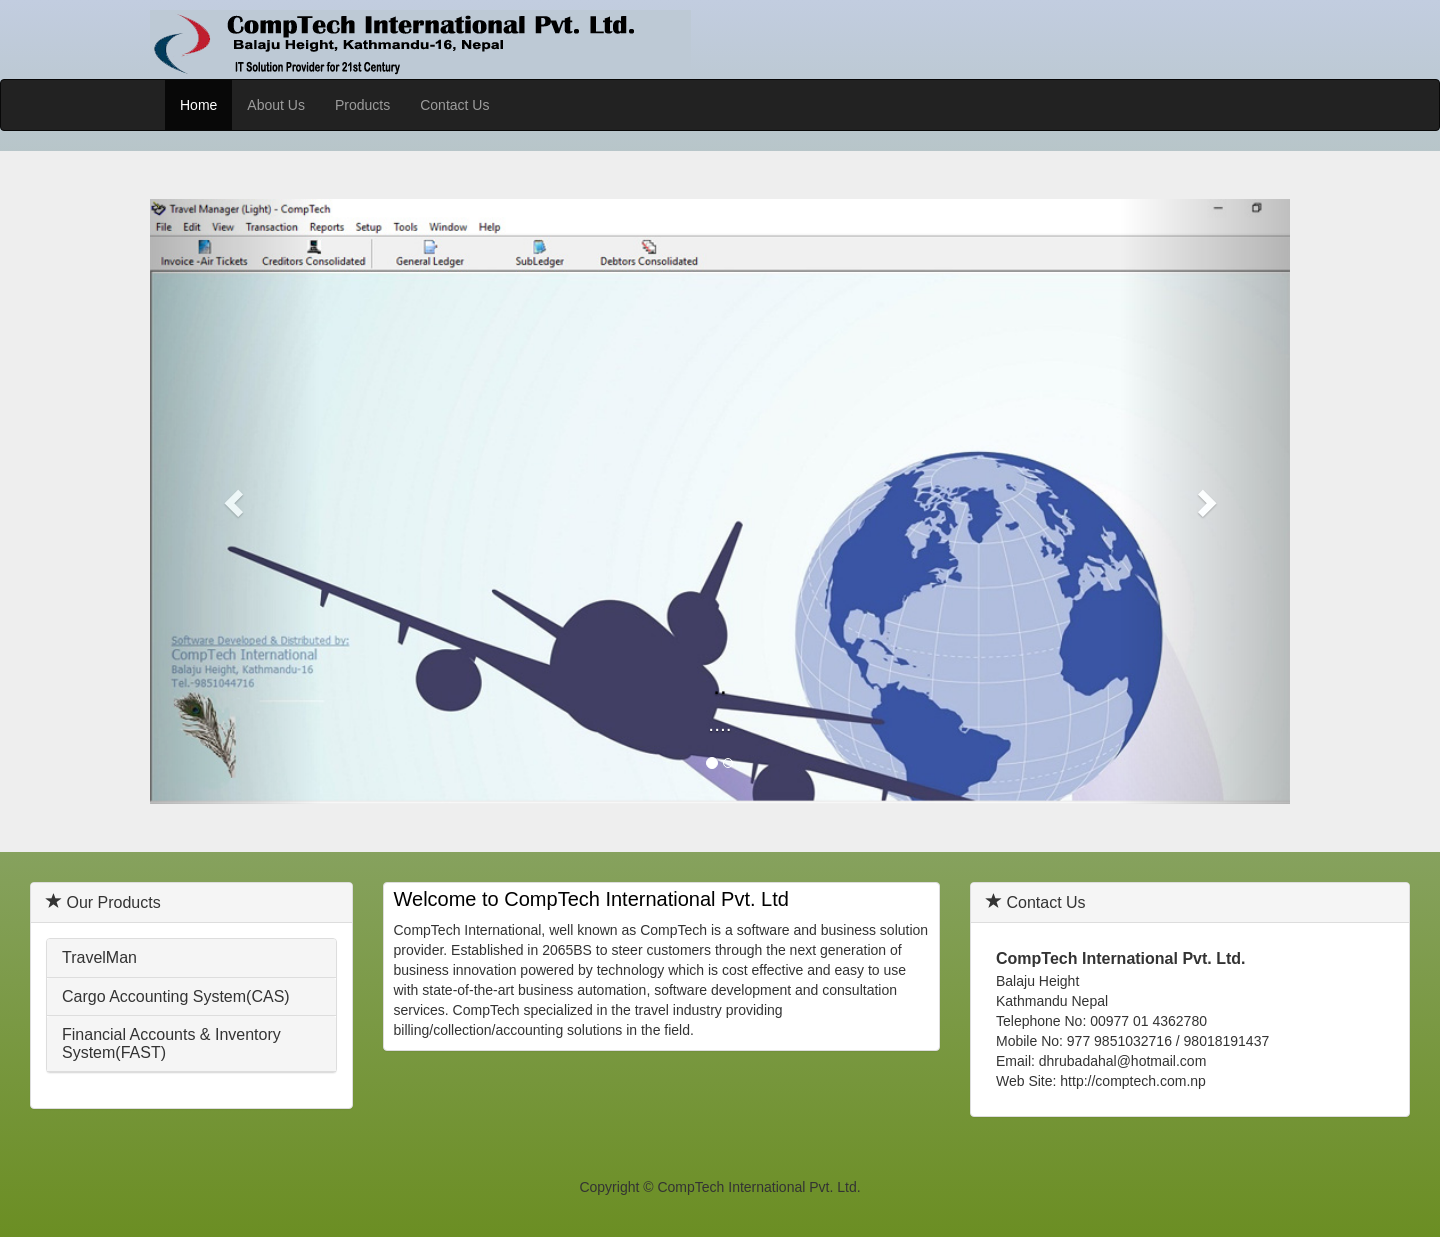 CompTech International Pvt. Ltd.
Balaju Height, Kathmandu-16, Nepal
IT Solution Provider for 21st Century
Home About Us Products Contact Us
Travel Manager (Light) - CompTech
File Edit View Transaction Reports Setup Tools Window Help
Invoice -Air Tickets Creditors Consolidated General Ledger SubLedger Debtors Consolidated
Software Developed & Distributed by:
CompTech International
Balaju Height, Kathmandu-16
Tel.-9851044716
..
....
Our Products
TravelMan
Cargo Accounting System(CAS)
Financial Accounts & Inventory
System(FAST)
Welcome to CompTech International Pvt. Ltd
CompTech International, well known as CompTech is a software and business solution
provider. Established in 2065BS to steer customers through the next generation of
business innovation powered by technology which is cost effective and easy to use
with state-of-the-art business automation, software development and consultation
services. CompTech specialized in the travel industry providing
billing/collection/accounting solutions in the field.
Contact Us
CompTech International Pvt. Ltd.
Balaju Height
Kathmandu Nepal
Telephone No: 00977 01 4362780
Mobile No: 977 9851032716 / 98018191437
Email: dhrubadahal@hotmail.com
Web Site: http://comptech.com.np
Copyright © CompTech International Pvt. Ltd.